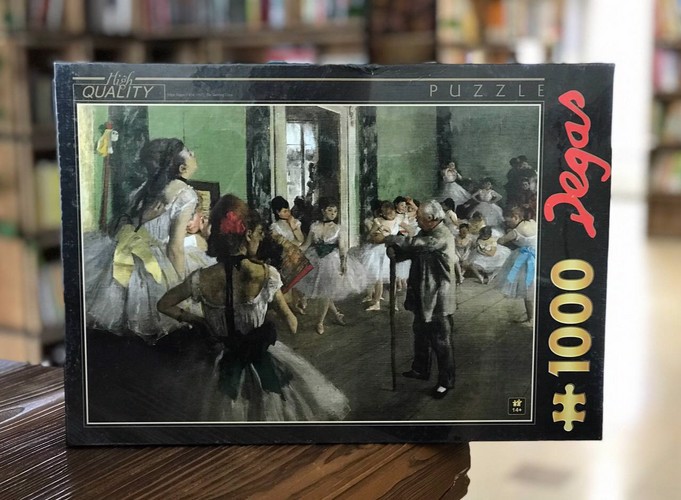 High
QUALITY
PUZZLE
Degas
1000
14+